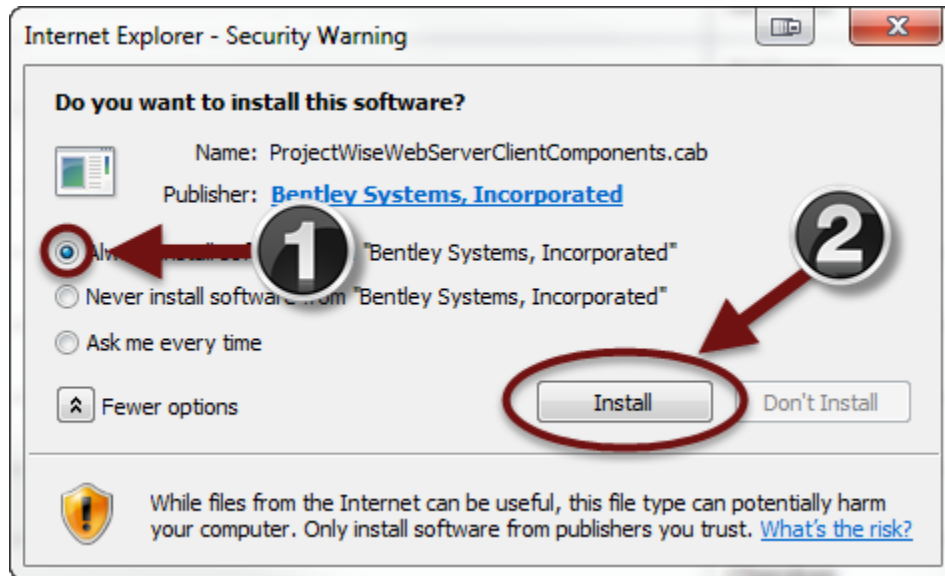 Internet Explorer - Security Warning
Do you want to install this software?
Name: ProjectWiseWebServerClientComponents.cab
Publisher: Bentley Systems, Incorporated
1
2
"Bentley Systems, Incorporated"
Never install software from "Bentley Systems, Incorporated"
Ask me every time
Fewer options
Install
Don't Install
While files from the Internet can be useful, this file type can potentially harm
your computer. Only install software from publishers you trust. What's the risk?